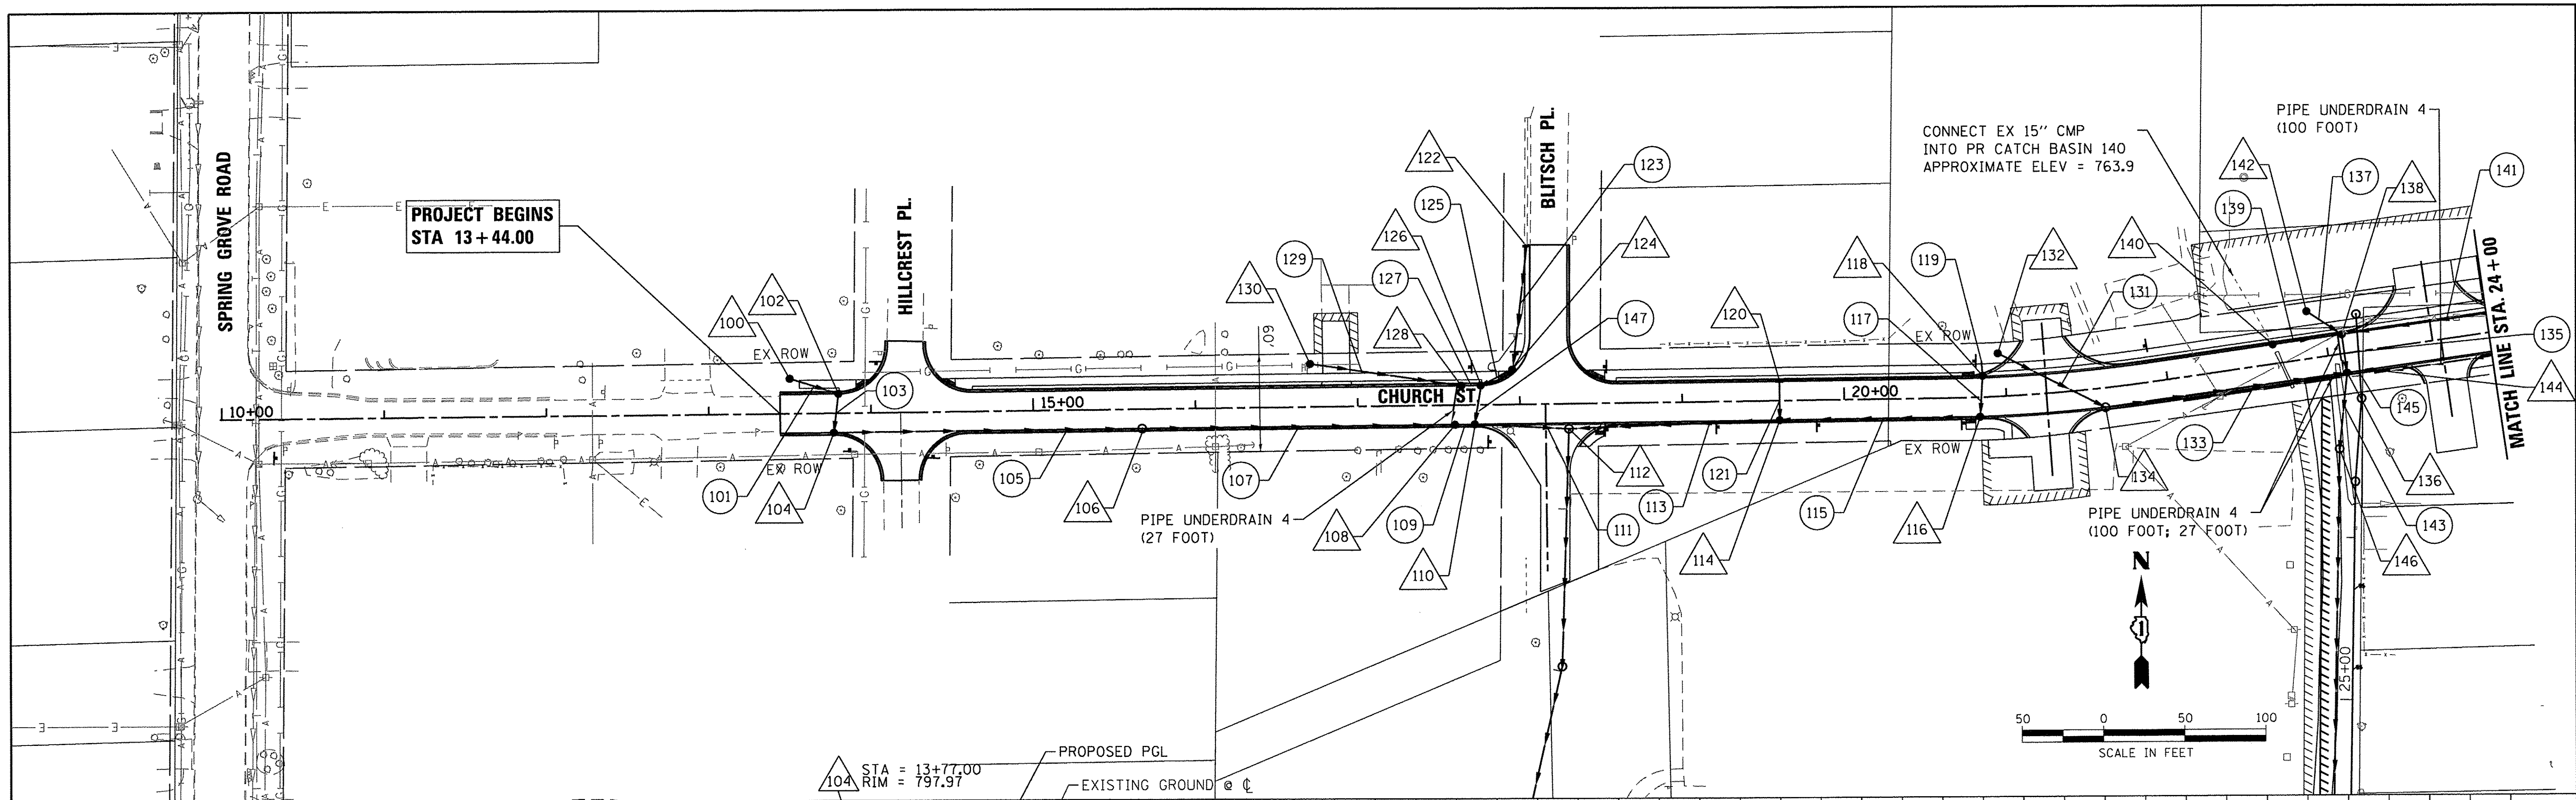 SPRING GROVE ROAD
10+00
PROJECT BEGINS
STA 13+44.00
EX ROW
EX ROW
100
102
103
101
104
HILLCREST PL.
15+00
105
106
107
60'
PIPE UNDERDRAIN 4
(27 FOOT)
108
109
110
130
129
128
127
126
125
122
123
124
147
CHURCH ST.
BLITSCH PL.
111
112
113
114
120
121
115
116
117
118
119
20+00
EX ROW
EX ROW
132
131
134
133
CONNECT EX 15" CMP
INTO PR CATCH BASIN 140
APPROXIMATE ELEV = 763.9
140
139
142
137
138
141
PIPE UNDERDRAIN 4
(100 FOOT)
MATCH LINE STA. 24+00
135
144
145
136
143
146
PIPE UNDERDRAIN 4
(100 FOOT; 27 FOOT)
125+00
N
1
50 0 50 100
SCALE IN FEET
104
STA = 13+77.00
RIM = 797.97
PROPOSED PGL
EXISTING GROUND @ ℄